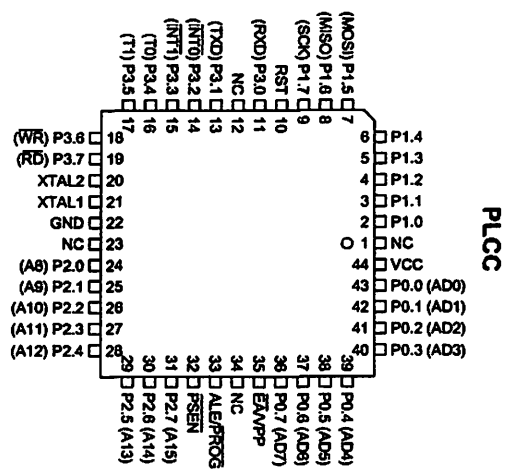 (T1) P3.5
(T0) P3.4
(INT1) P3.3
(INT0) P3.2
(TXD) P3.1
NC
(RXD) P3.0
RST
(SCK) P1.7
(MISO) P1.6
(MOSI) P1.5
17 16 15 14 13 12 11 10 9 8 7
(WR) P3.6 18
(RD) P3.7 19
XTAL2 20
XTAL1 21
GND 22
NC 23
(A8) P2.0 24
(A9) P2.1 25
(A10) P2.2 26
(A11) P2.3 27
(A12) P2.4 28
6 P1.4
5 P1.3
4 P1.2
3 P1.1
2 P1.0
1 NC
44 VCC
43 P0.0 (AD0)
42 P0.1 (AD1)
41 P0.2 (AD2)
40 P0.3 (AD3)
29 30 31 32 33 34 35 36 37 38 39
P2.5 (A13)
P2.6 (A14)
P2.7 (A15)
PSEN
ALE/PROG
NC
EA/VPP
P0.7 (AD7)
P0.6 (AD6)
P0.5 (AD5)
P0.4 (AD4)
PLCC